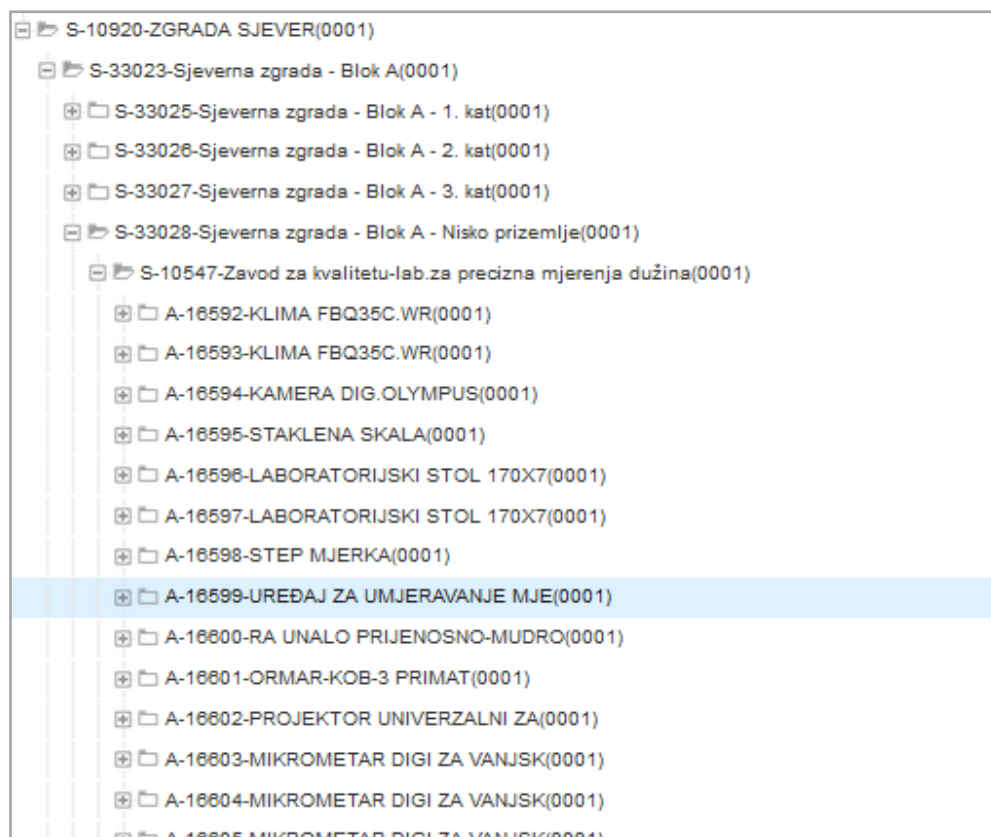 S-10920-ZGRADA SJEVER(0001)
S-33023-Sjeverna zgrada - Blok A(0001)
S-33025-Sjeverna zgrada - Blok A - 1. kat(0001)
S-33026-Sjeverna zgrada - Blok A - 2. kat(0001)
S-33027-Sjeverna zgrada - Blok A - 3. kat(0001)
S-33028-Sjeverna zgrada - Blok A - Nisko prizemlje(0001)
S-10547-Zavod za kvalitetu-lab.za precizna mjerenja dužina(0001)
A-16592-KLIMA FBQ35C.WR(0001)
A-16593-KLIMA FBQ35C.WR(0001)
A-16594-KAMERA DIG.OLYMPUS(0001)
A-16595-STAKLENA SKALA(0001)
A-16596-LABORATORIJSKI STOL 170X7(0001)
A-16597-LABORATORIJSKI STOL 170X7(0001)
A-16598-STEP MJERKA(0001)
A-16599-UREĐAJ ZA UMJERAVANJE MJE(0001)
A-16600-RA UNALO PRIJENOSNO-MUDRO(0001)
A-16601-ORMAR-KOB-3 PRIMAT(0001)
A-16602-PROJEKTOR UNIVERZALNI ZA(0001)
A-16603-MIKROMETAR DIGI ZA VANJSK(0001)
A-16604-MIKROMETAR DIGI ZA VANJSK(0001)
A-16605-MIKROMETAR DIGI ZA VANJSK(0001)